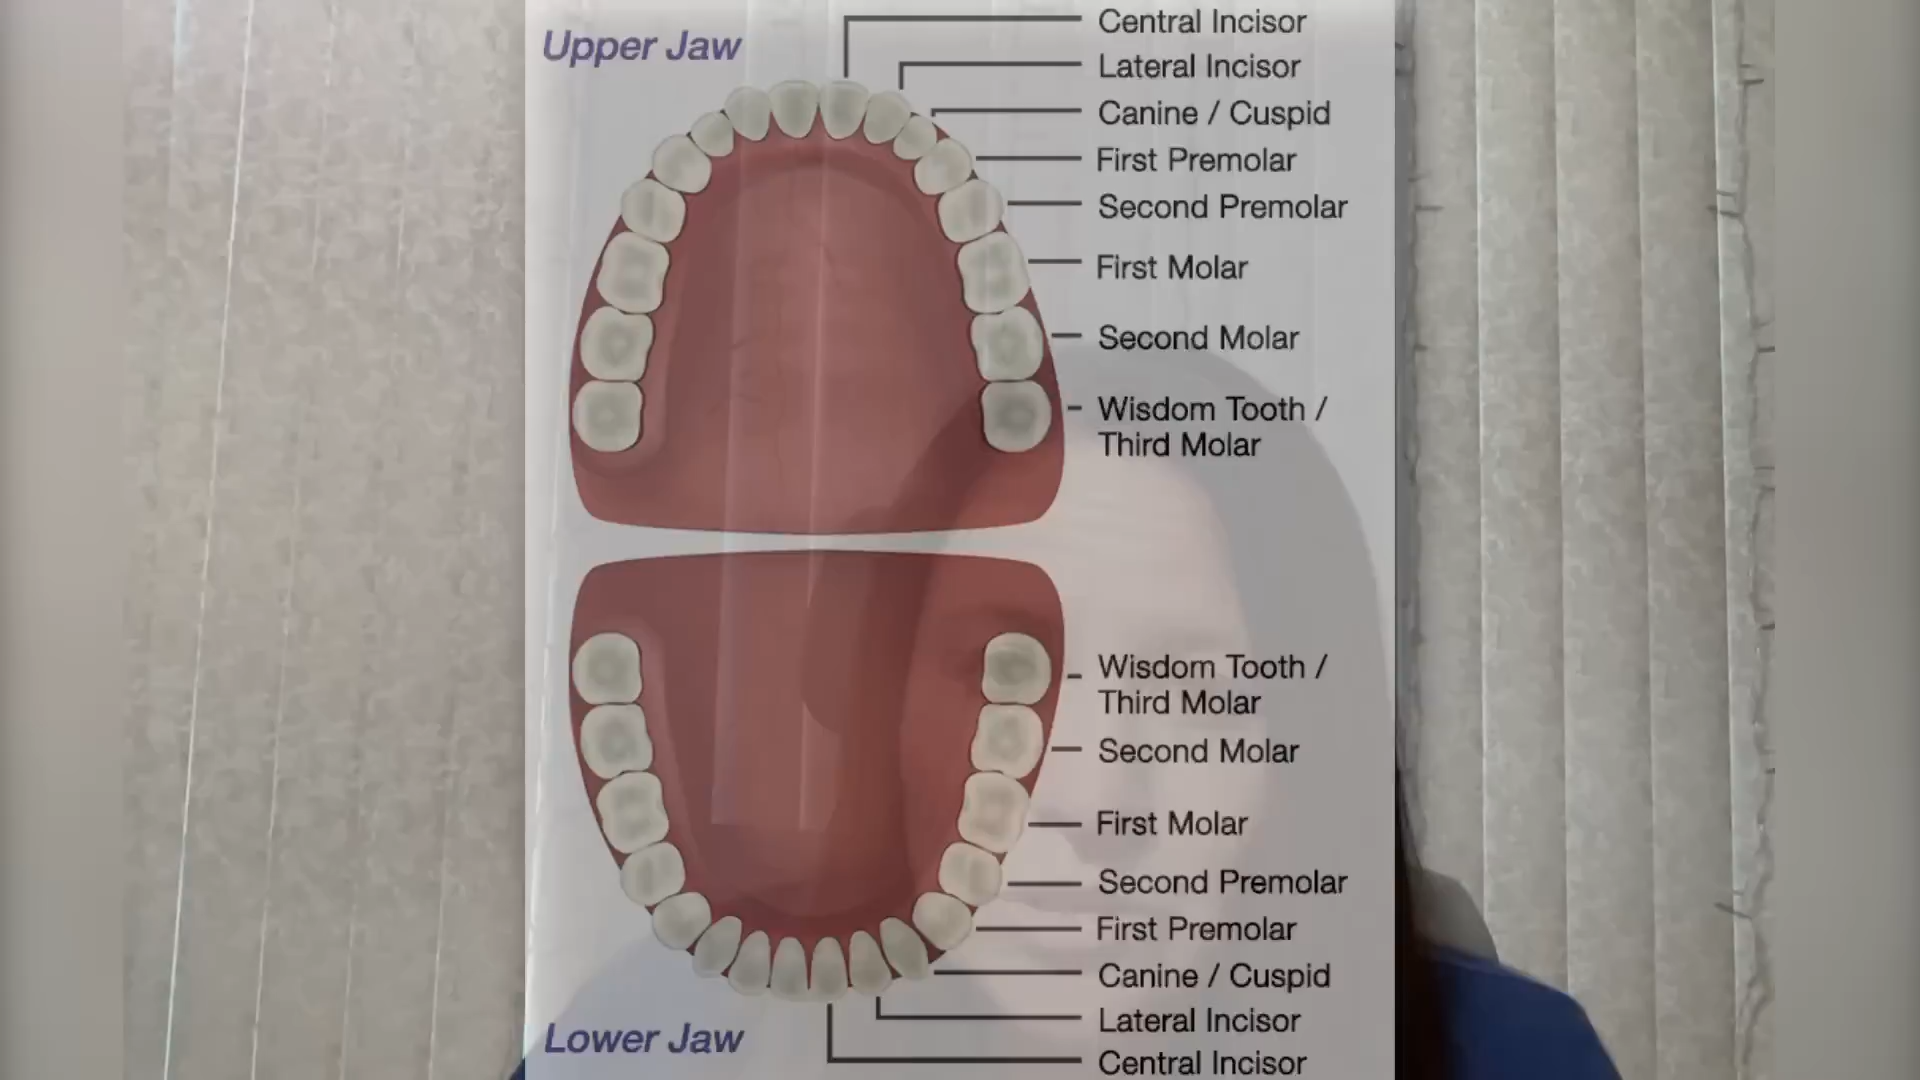 Upper Jaw
Central Incisor
Lateral Incisor
Canine / Cuspid
First Premolar
Second Premolar
First Molar
Second Molar
Wisdom Tooth /
Third Molar
Wisdom Tooth /
Third Molar
Second Molar
First Molar
Second Premolar
First Premolar
Canine / Cuspid
Lateral Incisor
Central Incisor
Lower Jaw